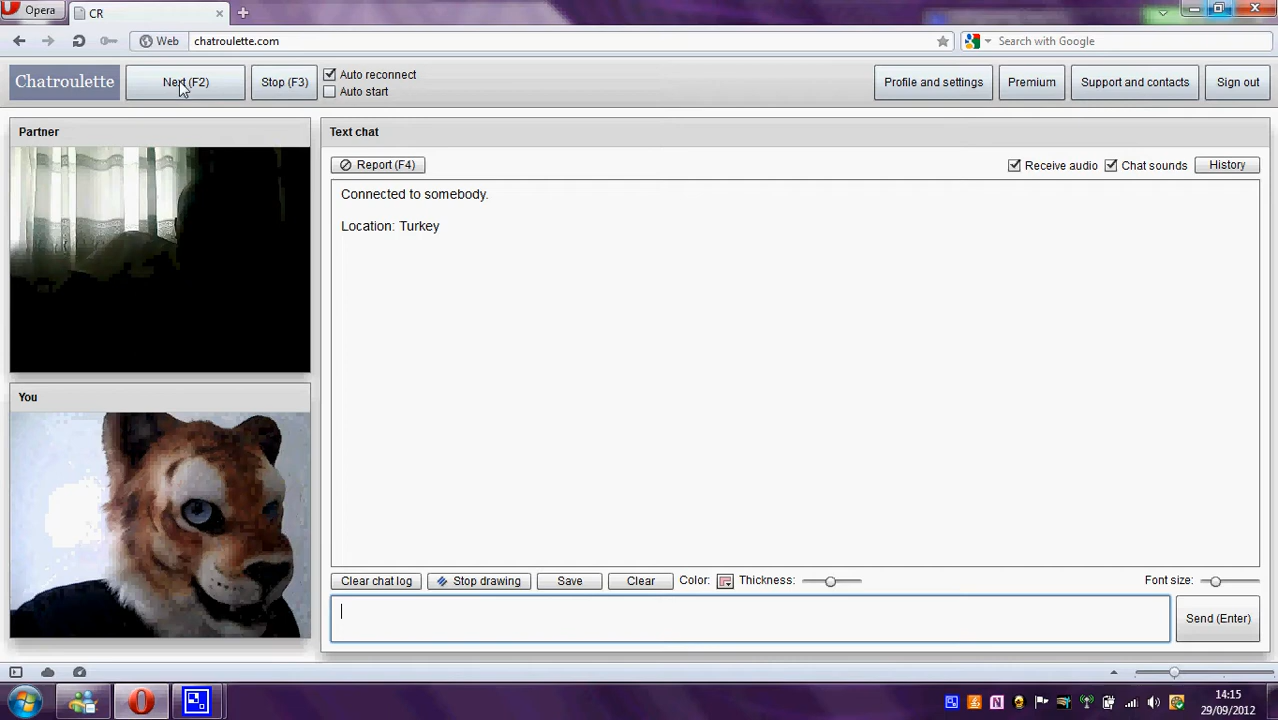 Opera
CR
Web
chatroulette.com
Search with Google
Chatroulette
Next (F2)
Stop (F3)
Auto reconnect
Auto start
Profile and settings
Premium
Support and contacts
Sign out
Partner
Text chat
Report (F4)
Receive audio
Chat sounds
History
Connected to somebody.
Location: Turkey
You
Clear chat log
Stop drawing
Save
Clear
Color:
Thickness:
Font size:
Send (Enter)
14:15
29/09/2012